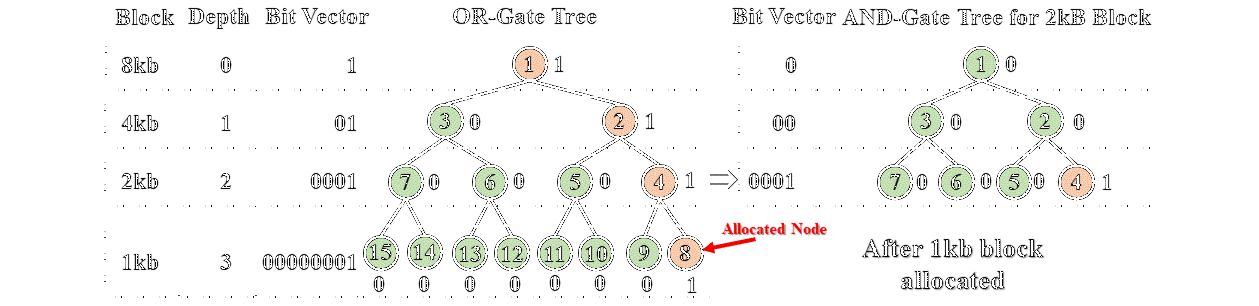 Block Depth Bit Vector OR-Gate Tree Bit Vector AND-Gate Tree for 2kB Block
8kb 0 1 1 1 0 1 0
4kb 1 01 3 0 2 1 00 3 0 2 0
2kb 2 0001 7 0 6 0 5 0 4 1 0001 7 0 6 0 5 0 4 1
Allocated Node
1kb 3 00000001 15 14 13 12 11 10 9 8
0 0 0 0 0 0 0 1
After 1kb block
allocated